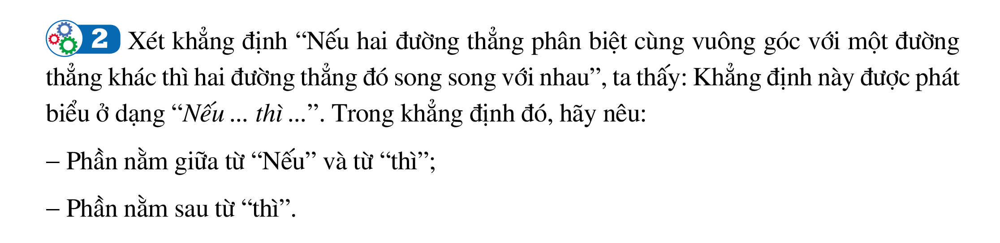 2 Xét khẳng định “Nếu hai đường thẳng phân biệt cùng vuông góc với một đường
thẳng khác thì hai đường thẳng đó song song với nhau”, ta thấy: Khẳng định này được phát
biểu ở dạng “Nếu ... thì ...”. Trong khẳng định đó, hãy nêu:
– Phần nằm giữa từ “Nếu” và từ “thì”;
– Phần nằm sau từ “thì”.